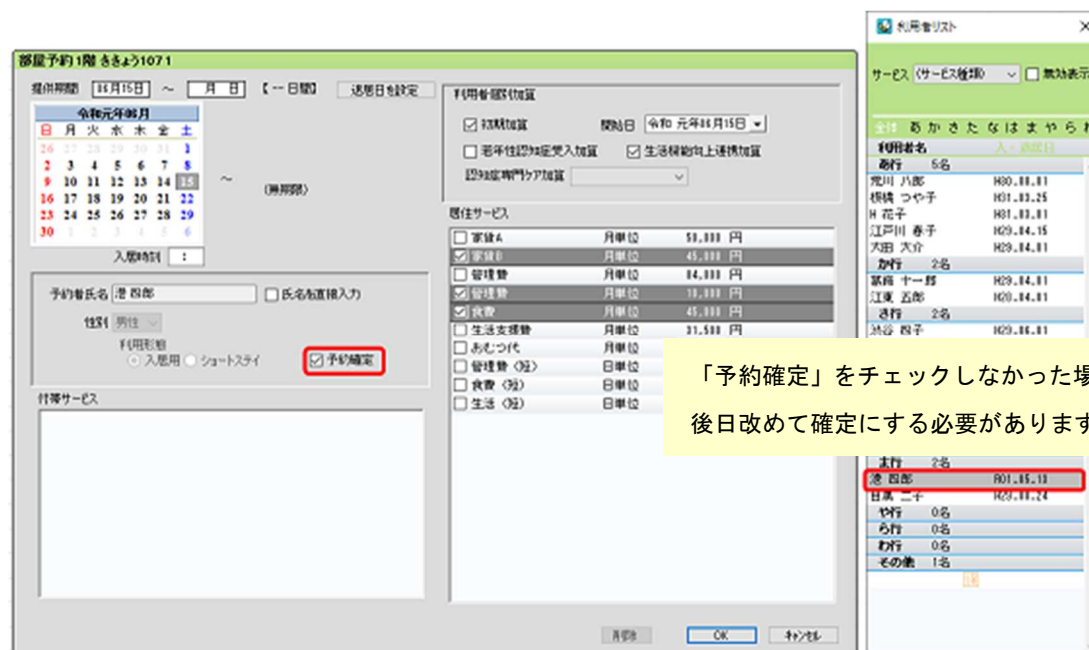 部屋予約 1階 ききょう1071
提供期間 06月15日 ～ 月 日 【 -- 日間】 退居日を設定
令和元年06月
日 月 火 水 木 金 土
26 27 28 29 30 31 1
2 3 4 5 6 7 8
9 10 11 12 13 14 15
16 17 18 19 20 21 22
23 24 25 26 27 28 29
30 1 2 3 4 5 6
～ (無期限)
入居時刻 :
予約者氏名 港 四郎 氏名を直接入力
性別 男性
利用形態
入居用 ショートステイ 予約確定
付帯サービス
利用者個別加算
初期加算 開始日 令和 元年06月15日
若年性認知症受入加算 生活機能向上連携加算
認知症専門ケア加算
居住サービス
家賃A 月単位 50,000 円
家賃B 月単位 45,000 円
管理費 月単位 04,000 円
管理費 月単位 10,000 円
食費 月単位 45,000 円
生活支援費 月単位 31,500 円
おむつ代 月単位
管理費（短） 日単位
食費（短） 日単位
生活（短） 日単位
削除 OK キャンセル
利用者リスト ×
サービス (サービス種類) 無効表示
全体 あ か さ た な は ま や ら わ
利用者名 入・退居日
あ行 5名
荒川 八郎 H30.08.01
板橋 つや子 H31.03.25
H 花子 H01.03.01
江戸川 春子 H29.04.15
大田 大介 H29.04.01
か行 2名
葛飾 十一郎 H29.04.01
江東 五郎 H20.04.01
さ行 2名
渋谷 四子 H29.06.01
「予約確定」をチェックしなかった場
後日改めて確定にする必要があります
ま行 2名
港 四郎 R01.05.10
目黒 二子 H29.08.24
や行 0名
ら行 0名
わ行 0名
その他 1名